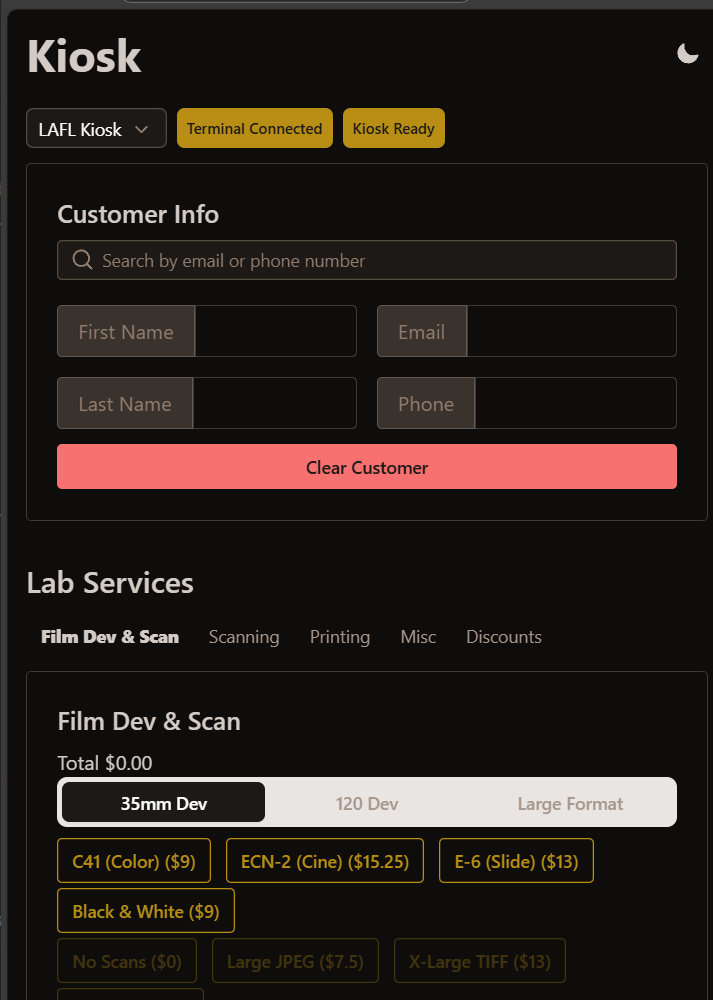 Kiosk
LAFL Kiosk Terminal Connected Kiosk Ready
Customer Info
Search by email or phone number
First Name Email
Last Name Phone
Clear Customer
Lab Services
Film Dev & Scan Scanning Printing Misc Discounts
Film Dev & Scan
Total $0.00
35mm Dev 120 Dev Large Format
C41 (Color) ($9) ECN-2 (Cine) ($15.25) E-6 (Slide) ($13)
Black & White ($9)
No Scans ($0) Large JPEG ($7.5) X-Large TIFF ($13)